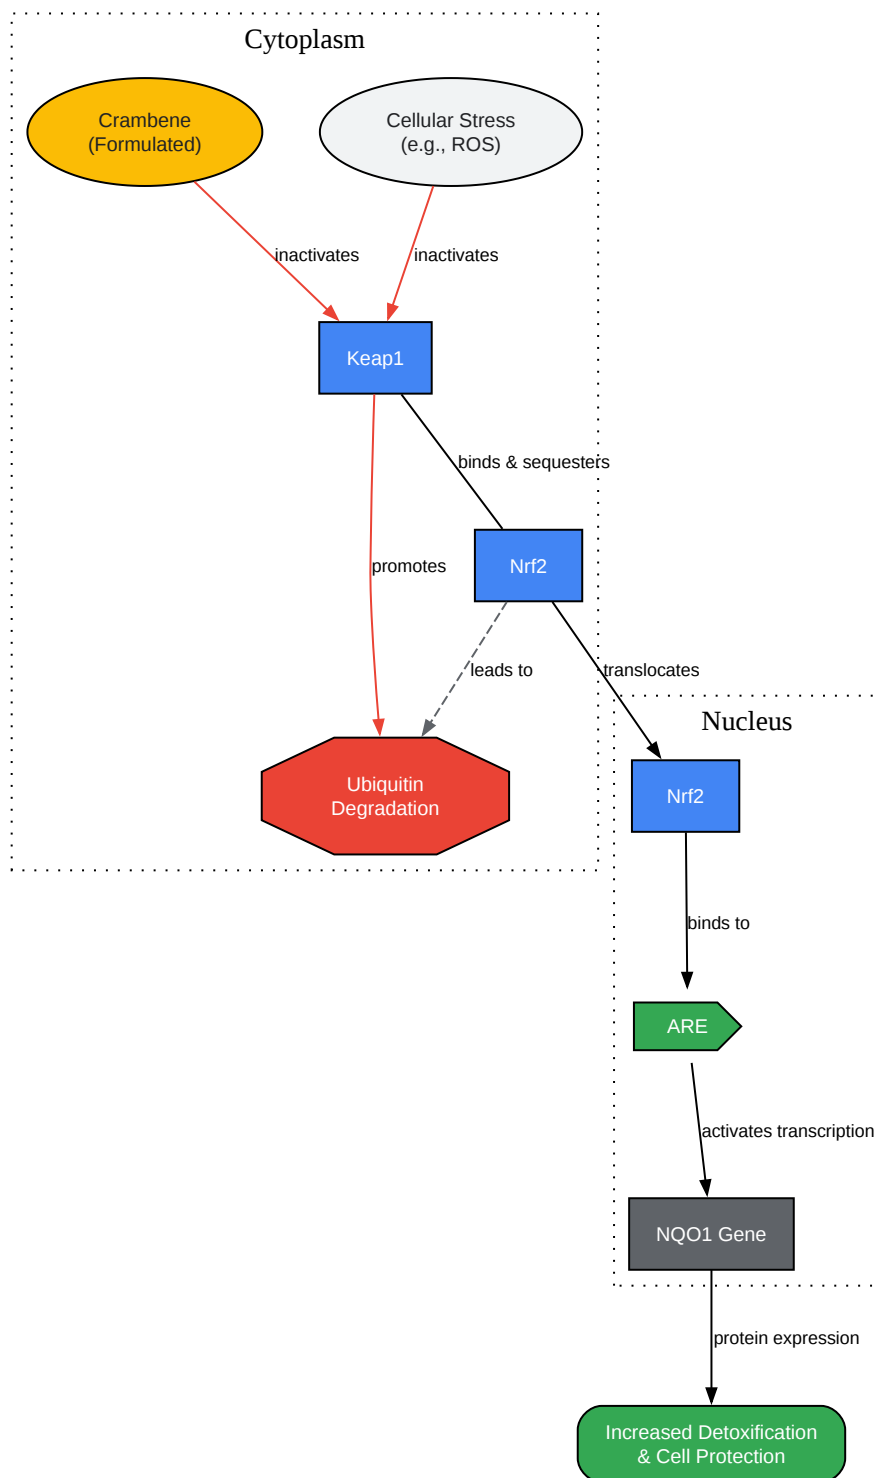 Cytoplasm
Crambene
(Formulated)
Cellular Stress
(e.g., ROS)
inactivates
inactivates
Keap1
binds & sequesters
promotes
Nrf2
leads to
translocates
Nucleus
Ubiquitin
Degradation
Nrf2
binds to
ARE
activates transcription
NQO1 Gene
protein expression
Increased Detoxification
& Cell Protection